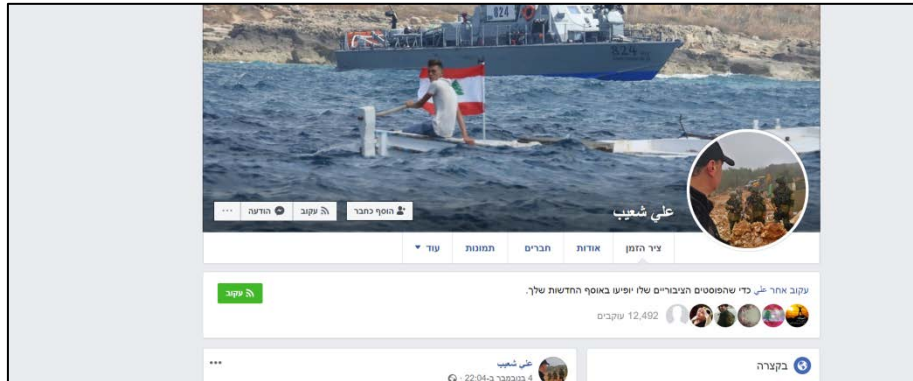 824
824
علي شعيب
הוסף כחבר
עקוב
הודעה
ציר הזמן
אודות
חברים
תמונות
עוד
עקוב אחר علي כדי שהפוסטים הציבוריים שלו יופיעו באוסף החדשות שלך.
עקוב
12,492 עוקבים
בקצרה
علي شعيب
4 בנובמבר ב-22:04